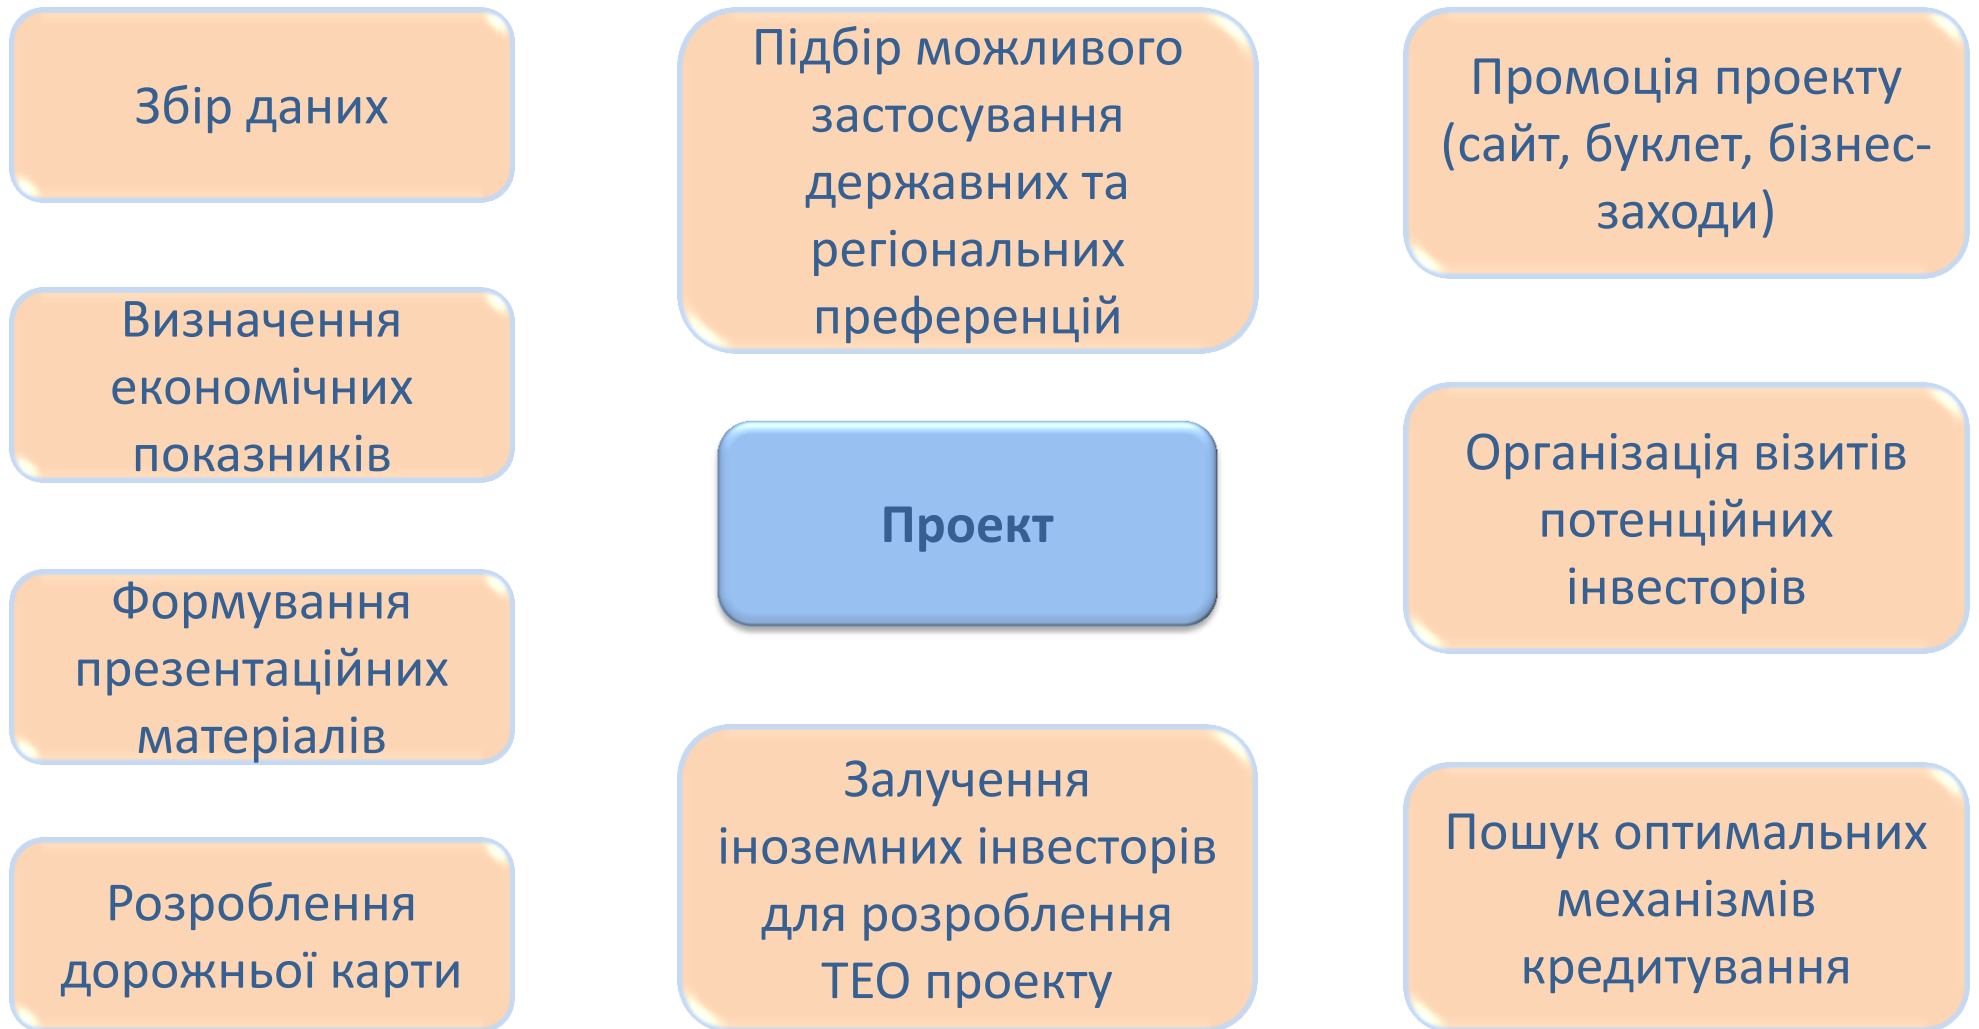 Збір даних
Визначення
економічних
показників
Формування
презентаційних
матеріалів
Розроблення
дорожньої карти
Підбір можливого
застосування
державних та
регіональних
преференцій
Проект
Залучення
іноземних інвесторів
для розроблення
ТЕО проекту
Промоція проекту
(сайт, буклет, бізнес-
заходи)
Організація візитів
потенційних
інвесторів
Пошук оптимальних
механізмів
кредитування